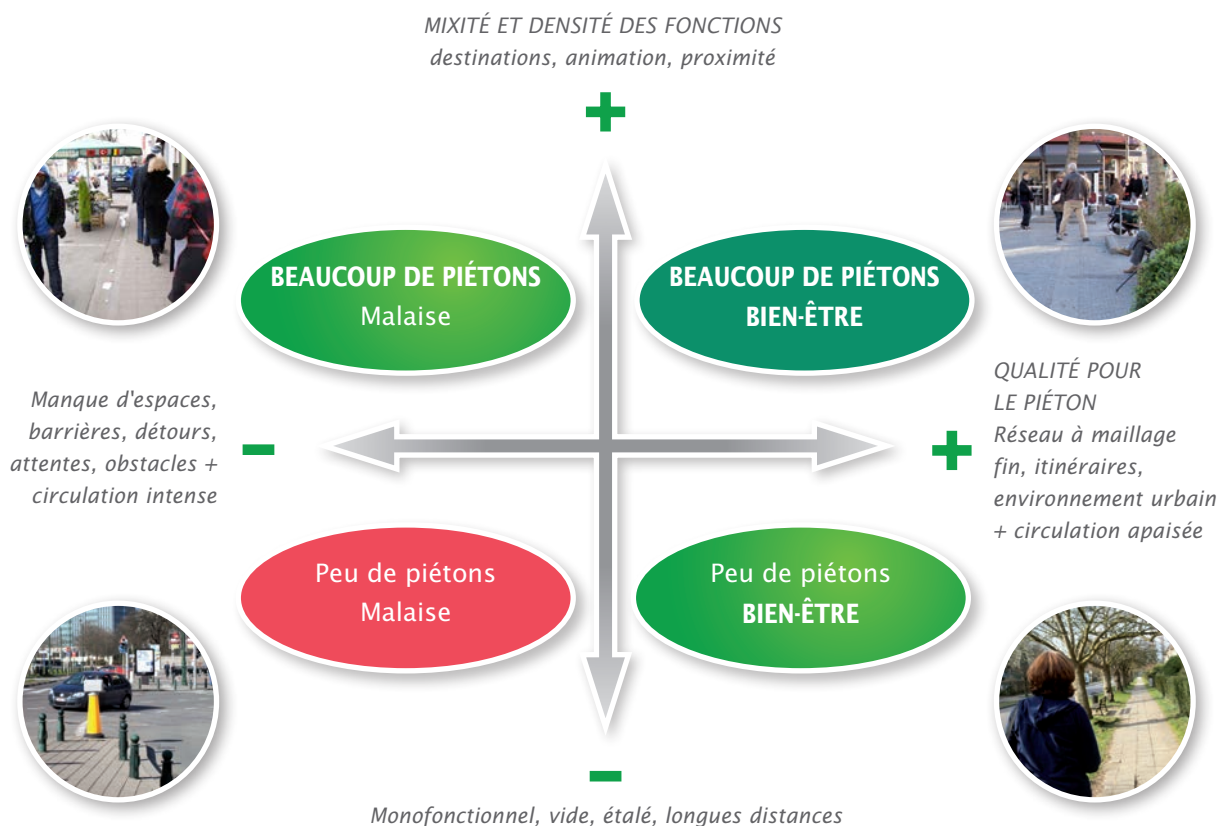 MIXITÉ ET DENSITÉ DES FONCTIONS
destinations, animation, proximité
+
BEAUCOUP DE PIÉTONS
Malaise
BEAUCOUP DE PIÉTONS
BIEN-ÊTRE
Manque d'espaces,
barrières, détours,
attentes, obstacles +
circulation intense
-
+
QUALITÉ POUR
LE PIÉTON
Réseau à maillage
fin, itinéraires,
environnement urbain
+ circulation apaisée
Peu de piétons
Malaise
Peu de piétons
BIEN-ÊTRE
-
Monofonctionnel, vide, étalé, longues distances